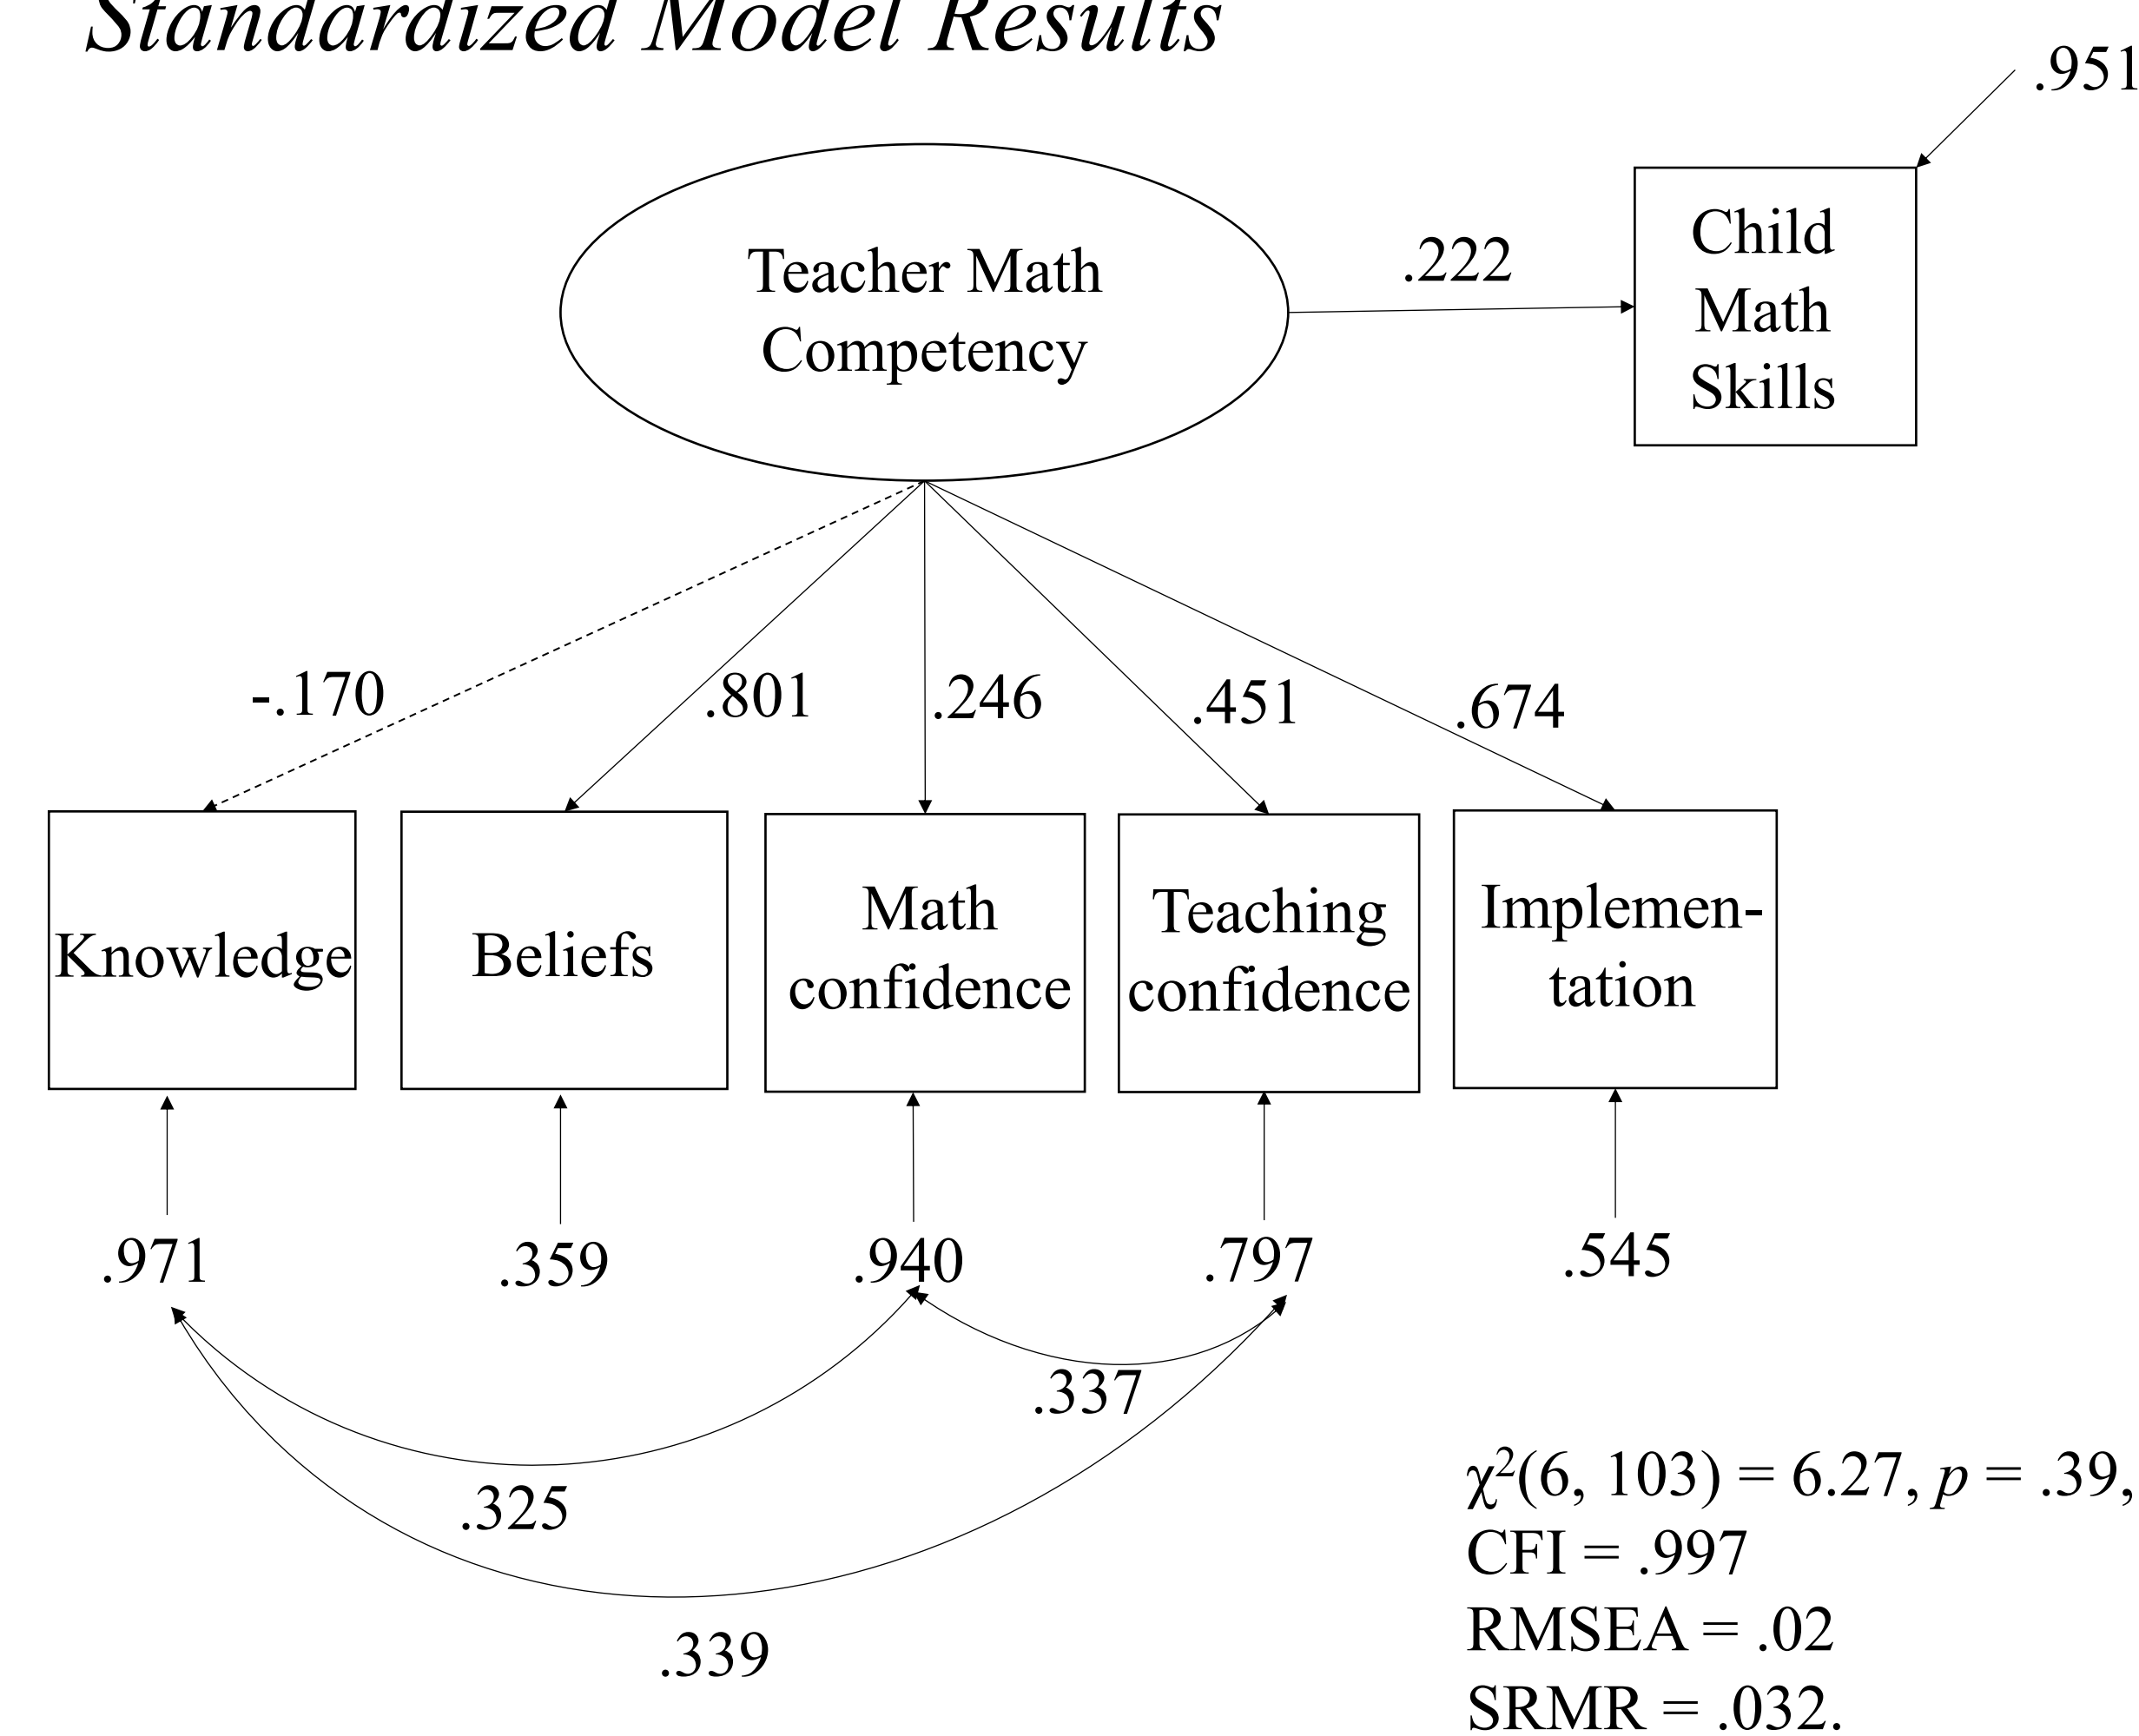 Standardized Model Results
.951
Teacher Math
Competency
.222
Child
Math
Skills
-.170
.801
.246
.451
.674
Knowledge
Beliefs
Math
confidence
Teaching
confidence
Implemen-
tation
.971
.359
.940
.797
.545
.337
.325
.339
χ²(6, 103) = 6.27, p = .39,
CFI = .997
RMSEA = .02
SRMR = .032.